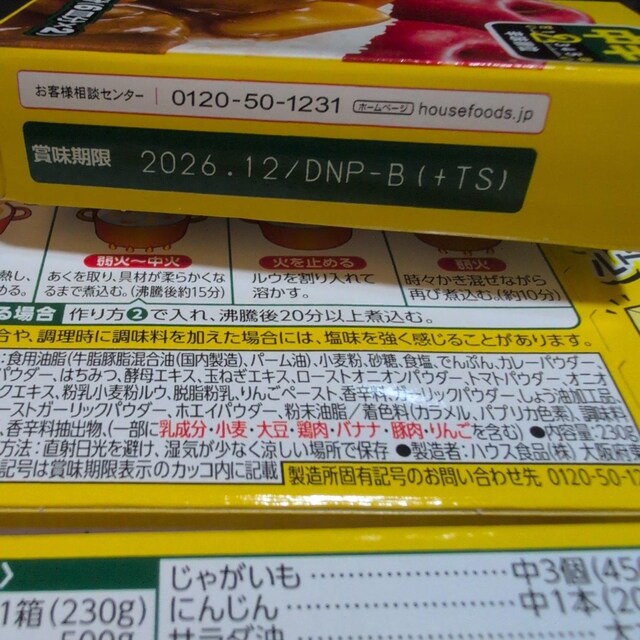 お客様相談センター 0120-50-1231 ホームページ housefoods.jp
賞味期限 2026.12/DNP-B(+TS)
弱火〜中火 火を止める 弱火
あくを取り、具材が柔らかくな ルウを割り入れて 時々かき混ぜながら
るまで煮込む。(沸騰後約15分) 溶かす。 再び煮込む。(約10分)
る場合 作り方❷で入れ、沸騰後20分以上煮込む。
合や、調理時に調味料を加えた場合には、塩味を強く感じることがあります。
:食用油脂(牛脂豚脂混合油(国内製造)、パーム油)、小麦粉、砂糖、食塩、でんぷん、カレーパウダー、
パウダー、はちみつ、酵母エキス、玉ねぎエキス、ローストオニオンパウダー、トマトパウダー、オニオ
クエキス、粉乳小麦粉ルウ、脱脂粉乳、りんごペースト、香辛料、ガーリックパウダー、しょう油加工品
ーストガーリックパウダー、ホエイパウダー、粉末油脂/着色料(カラメル、パプリカ色素)、調味料
、香辛料抽出物、(一部に乳成分・小麦・大豆・鶏肉・バナナ・豚肉・りんごを含む) ●内容量:230g
方法:直射日光を避け、湿気が少なく涼しい場所で保存 ●製造者:ハウス食品(株) 大阪府
記号は賞味期限表示のカッコ内に記載 製造所固有記号のお問い合わせ先 0120-50-1
じゃがいも 中3個(450
1箱(230g) にんじん 中1本(20
サラダ油